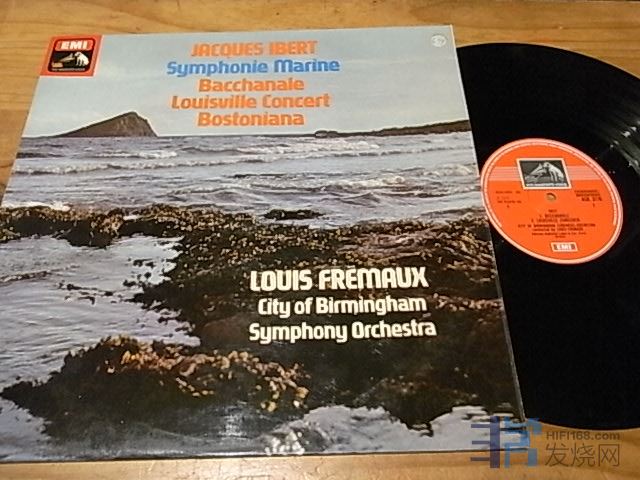 EMI
JACQUES IBERT
Symphonie Marine
Bacchanale
Louisville Concert
Bostoniana
LOUIS FRÉMAUX
City of Birmingham
Symphony Orchestra
EMI
HIFI168.com
发烧网